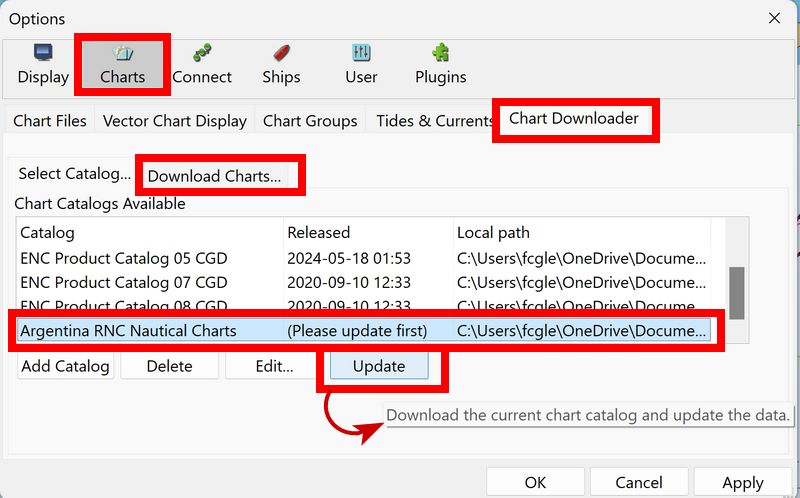 Options
Display Charts Connect Ships User Plugins
Chart Files Vector Chart Display Chart Groups Tides & Currents Chart Downloader
Select Catalog... Download Charts...
Chart Catalogs Available
Catalog Released Local path
ENC Product Catalog 05 CGD 2024-05-18 01:53 C:\Users\fcgle\OneDrive\Docume...
ENC Product Catalog 07 CGD 2020-09-10 12:33 C:\Users\fcgle\OneDrive\Docume...
ENC Product Catalog 08 CGD 2020-09-10 12:33 C:\Users\fcgle\OneDrive\Docume...
Argentina RNC Nautical Charts (Please update first) C:\Users\fcgle\OneDrive\Docume...
Add Catalog Delete Edit... Update
Download the current chart catalog and update the data.
OK Cancel Apply